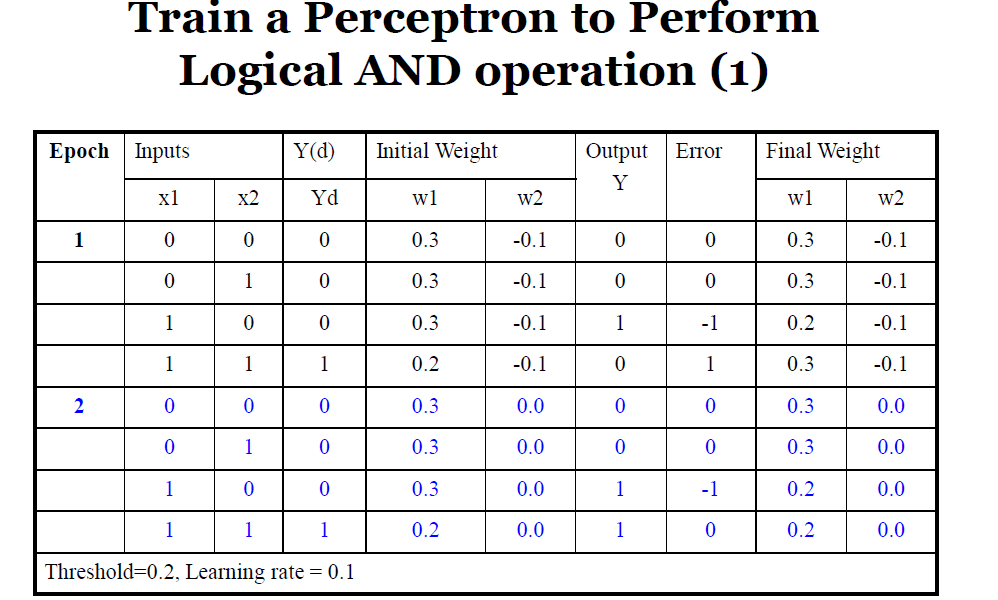 Train a Perceptron to Perform
Logical AND operation (1)
Epoch Inputs Y(d) Initial Weight Output Y Error Final Weight
x1 x2 Yd w1 w2 w1 w2
1 0 0 0 0.3 -0.1 0 0 0.3 -0.1
0 1 0 0.3 -0.1 0 0 0.3 -0.1
1 0 0 0.3 -0.1 1 -1 0.2 -0.1
1 1 1 0.2 -0.1 0 1 0.3 -0.1
2 0 0 0 0.3 0.0 0 0 0.3 0.0
0 1 0 0.3 0.0 0 0 0.3 0.0
1 0 0 0.3 0.0 1 -1 0.2 0.0
1 1 1 0.2 0.0 1 0 0.2 0.0
Threshold=0.2, Learning rate = 0.1